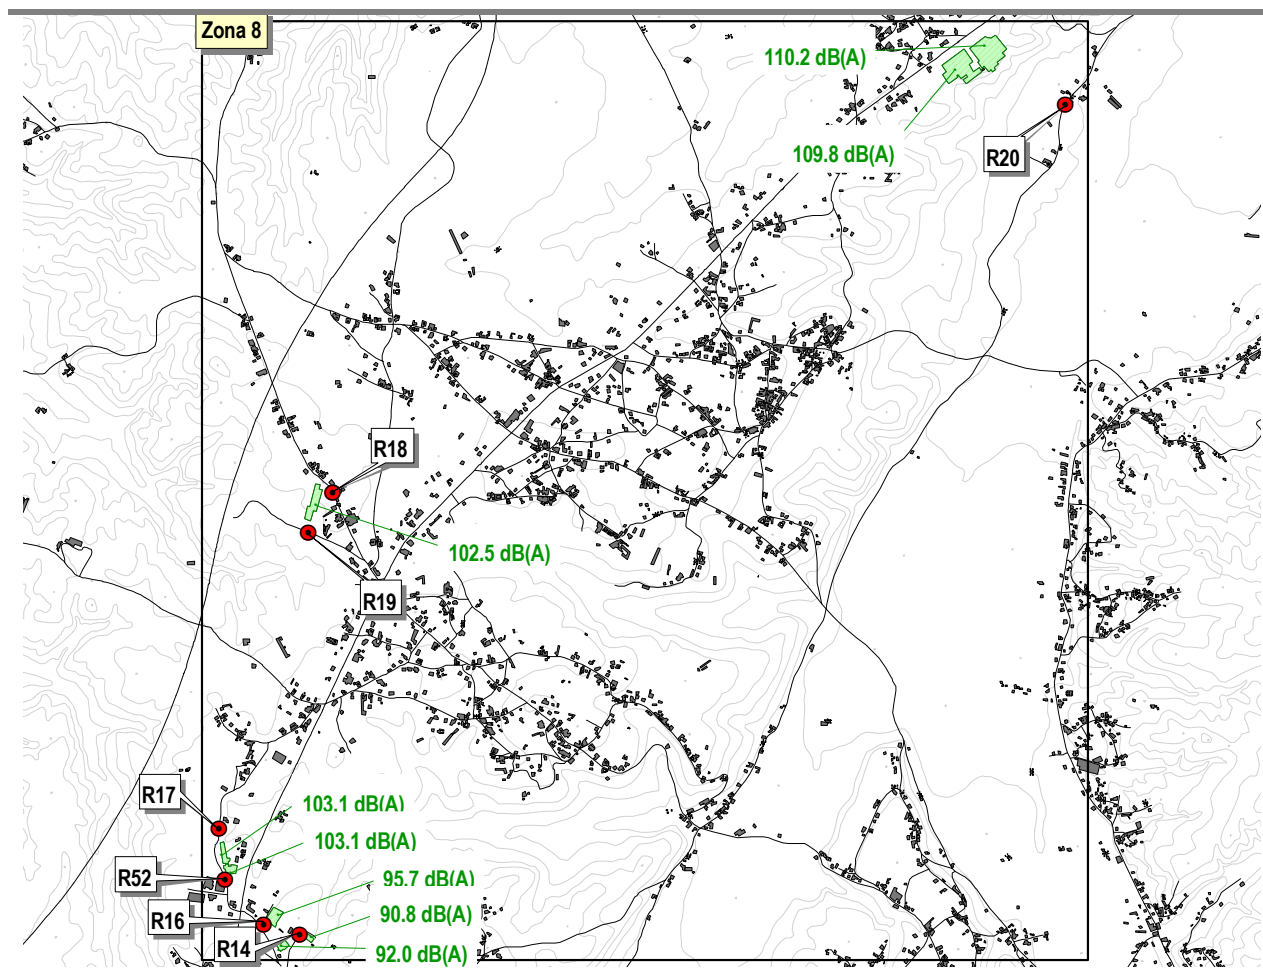 Zona 8
110.2 dB(A)
109.8 dB(A)
R20
R18
102.5 dB(A)
R19
R17
103.1 dB(A)
103.1 dB(A)
R52
95.7 dB(A)
R16
90.8 dB(A)
R14
92.0 dB(A)